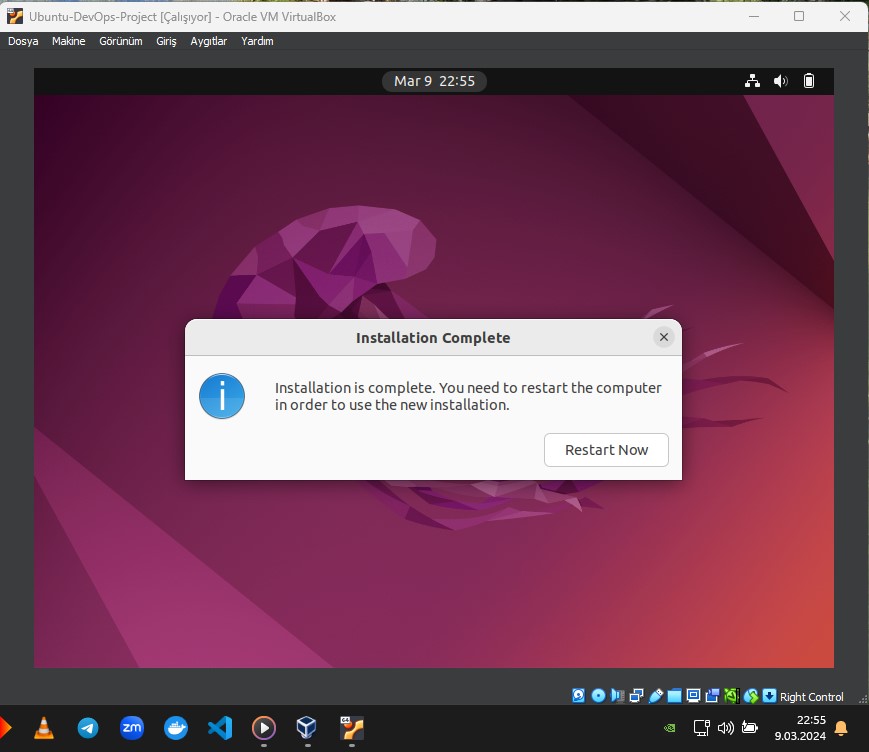 Ubuntu-DevOps-Project [Çalışıyor] - Oracle VM VirtualBox
Dosya Makine Görünüm Giriş Aygıtlar Yardım
Mar 9 22:55
Installation Complete
Installation is complete. You need to restart the computer
in order to use the new installation.
Restart Now
Right Control
zm
64
22:55
9.03.2024